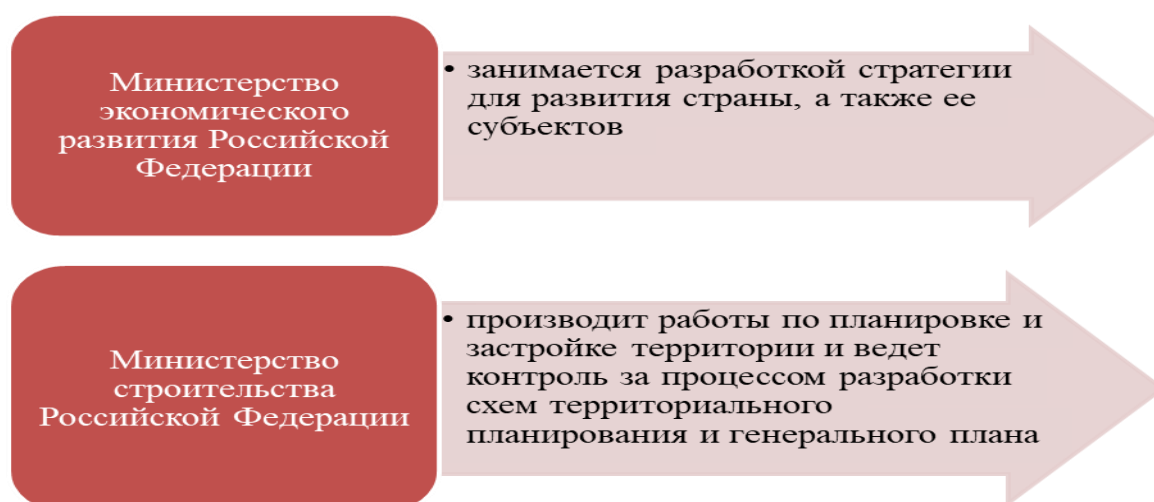 Министерство
экономического
развития Российской
Федерации
• занимается разработкой стратегии
для развития страны, а также ее
субъектов
Министерство
строительства
Российской Федерации
• производит работы по планировке и
застройке территории и ведет
контроль за процессом разработки
схем территориального
планирования и генерального плана